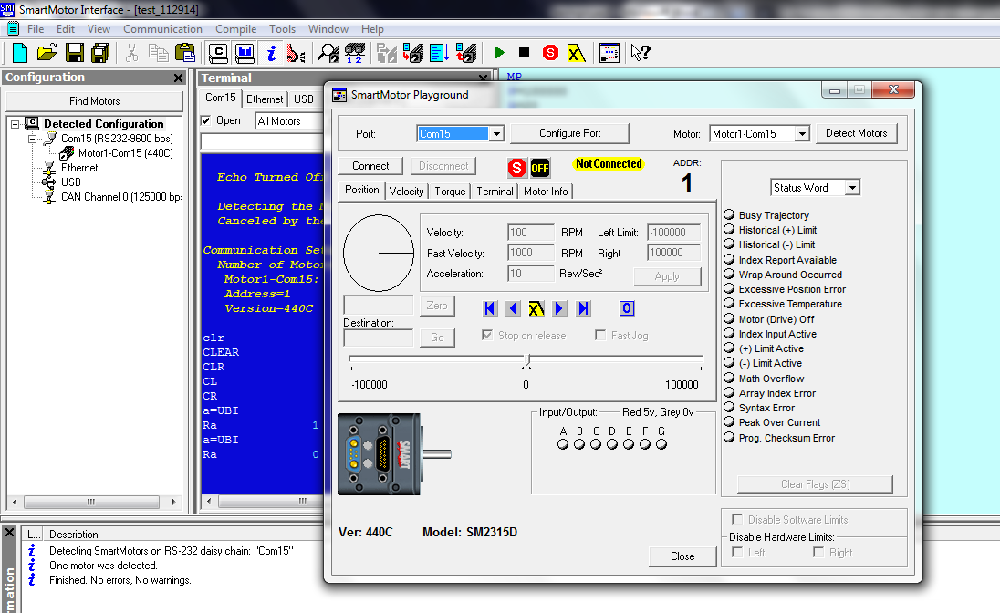 SmartMotor Interface - [test_112914]
File Edit View Communication Compile Tools Window Help
Configuration
Find Motors
Detected Configuration
Com15 (RS232-9600 bps)
Motor1-Com15 (440C)
Ethernet
USB
CAN Channel 0 (125000 bp
Terminal
Com15 Ethernet USB
Open All Motors
Echo Turned Of
Detecting the
Canceled by the
Communication Se
Number of Moto
Motor1-Com15:
Address=1
Version=440C
clr
CLEAR
CLR
CL
CR
a=UBI
Ra 1
a=UBI
Ra 0
MP
SmartMotor Playground
Port: Com15 Configure Port Motor: Motor1-Com15 Detect Motors
Connect Disconnect S OFF Not Connected ADDR:
1
Position Velocity Torque Terminal Motor Info
Velocity: 100 RPM Left Limit: -100000
Fast Velocity: 1000 RPM Right 100000
Acceleration: 10 Rev/Sec²
Apply
Zero
Destination:
Go
Stop on release Fast Jog
-100000 0 100000
Input/Output: Red 5v, Grey 0v
A B C D E F G
SMART
Ver: 440C Model: SM2315D
Status Word
Busy Trajectory
Historical (+) Limit
Historical (-) Limit
Index Report Available
Wrap Around Occurred
Excessive Position Error
Excessive Temperature
Motor (Drive) Off
Index Input Active
(+) Limit Active
(-) Limit Active
Math Overflow
Array Index Error
Syntax Error
Peak Over Current
Prog. Checksum Error
Clear Flags (ZS)
Disable Software Limits
Disable Hardware Limits:
Left Right
Close
L... Description
Detecting SmartMotors on RS-232 daisy chain: "Com15"
One motor was detected.
Finished. No errors, No warnings.
mation